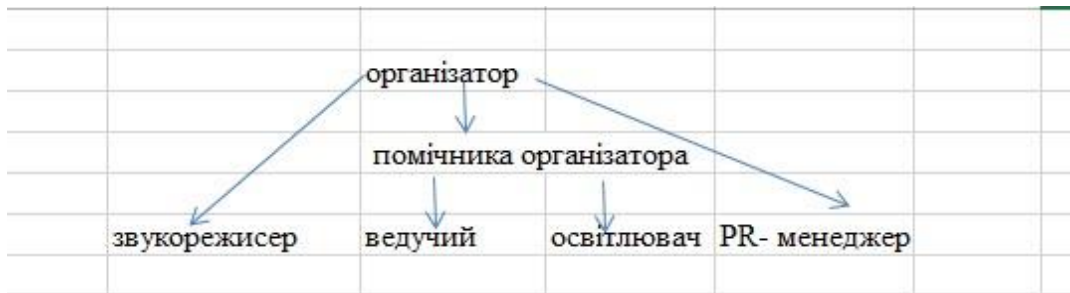 організатор
помічника організатора
звукорежисер ведучий освітлювач PR- менеджер